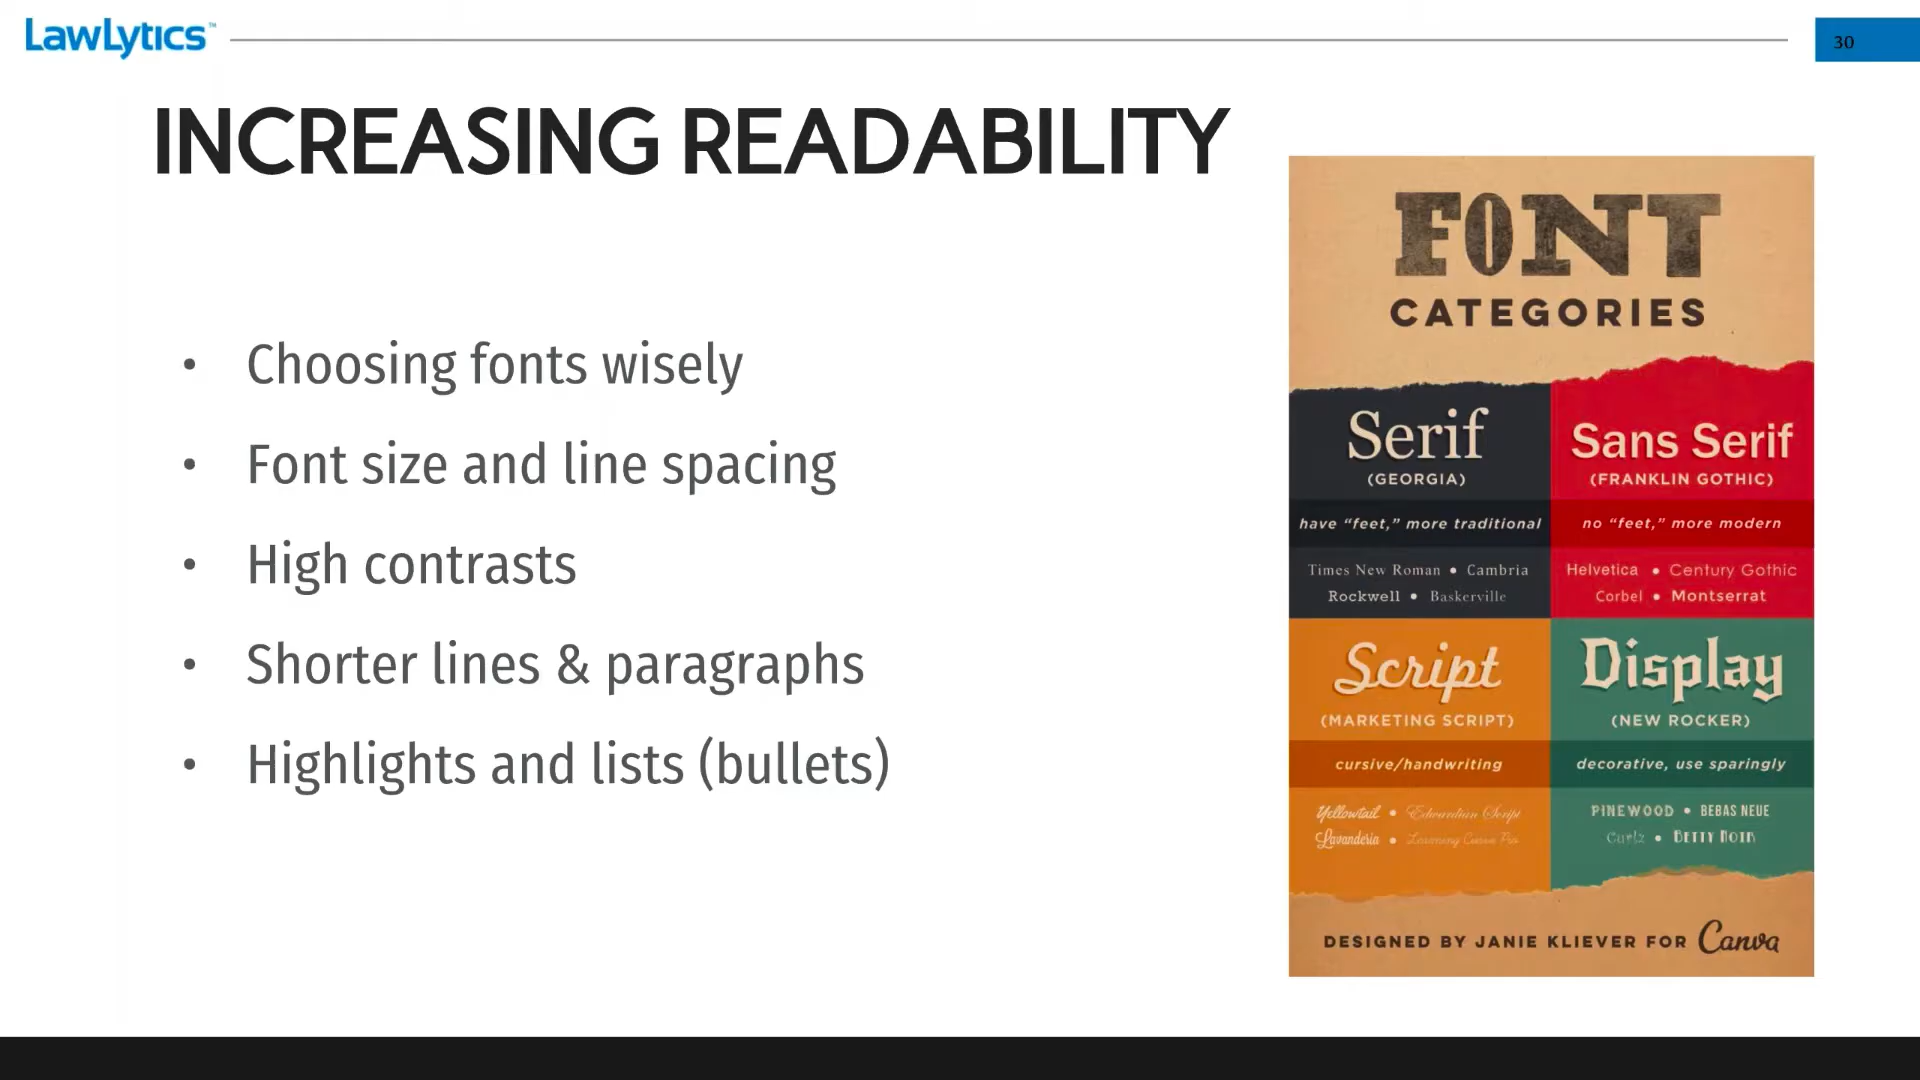 LawLytics™
30
INCREASING READABILITY
• Choosing fonts wisely
• Font size and line spacing
• High contrasts
• Shorter lines & paragraphs
• Highlights and lists (bullets)
FONT
CATEGORIES
Serif
(GEORGIA)
have “feet,” more traditional
Times New Roman • Cambria
Rockwell • Baskerville
Sans Serif
(FRANKLIN GOTHIC)
no “feet,” more modern
Helvetica • Century Gothic
Corbel • Montserrat
Script
(MARKETING SCRIPT)
cursive/handwriting
Yellowtail • Edwardian Script
Lavanderia • Learning Curve Pro
Display
(NEW ROCKER)
decorative, use sparingly
PINEWOOD • BEBAS NEUE
Curlz • BETTY NOIR
DESIGNED BY JANIE KLIEVER FOR Canva